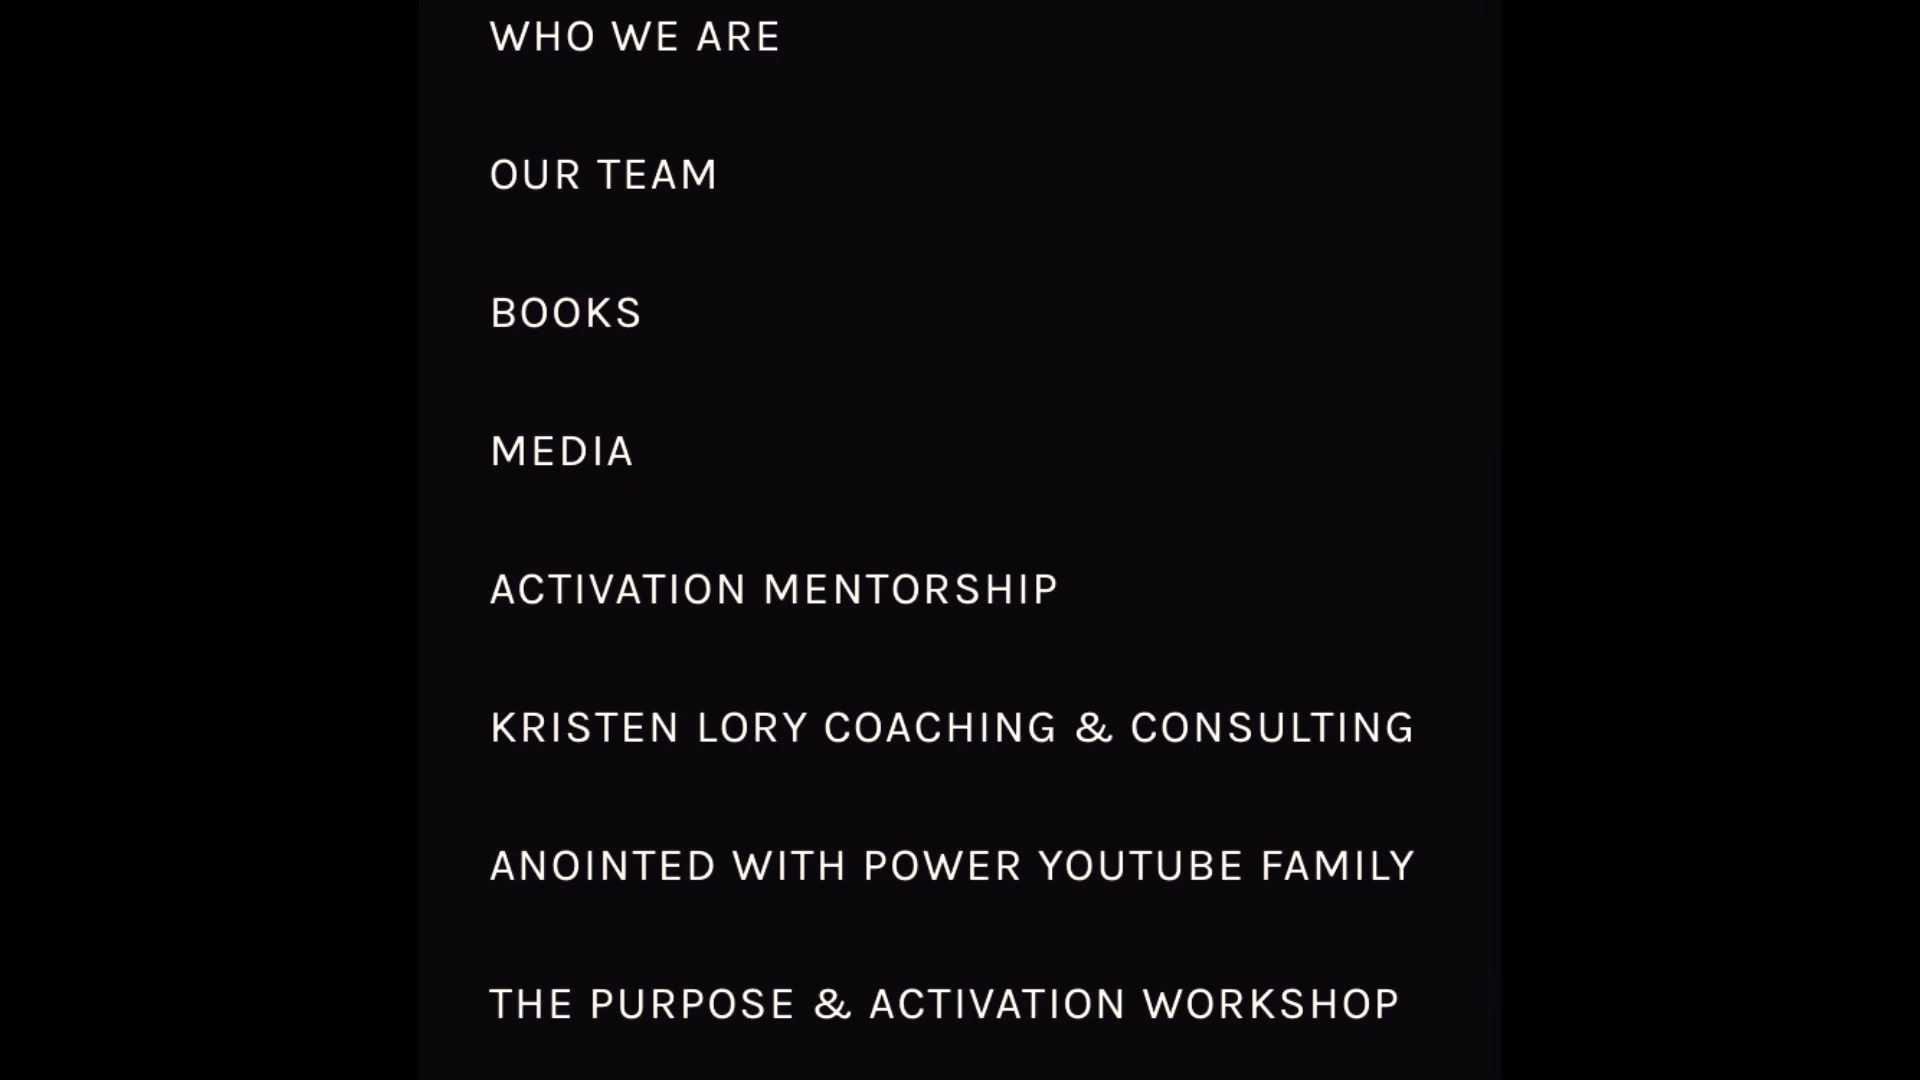 WHO WE ARE
OUR TEAM
BOOKS
MEDIA
ACTIVATION MENTORSHIP
KRISTEN LORY COACHING & CONSULTING
ANOINTED WITH POWER YOUTUBE FAMILY
THE PURPOSE & ACTIVATION WORKSHOP